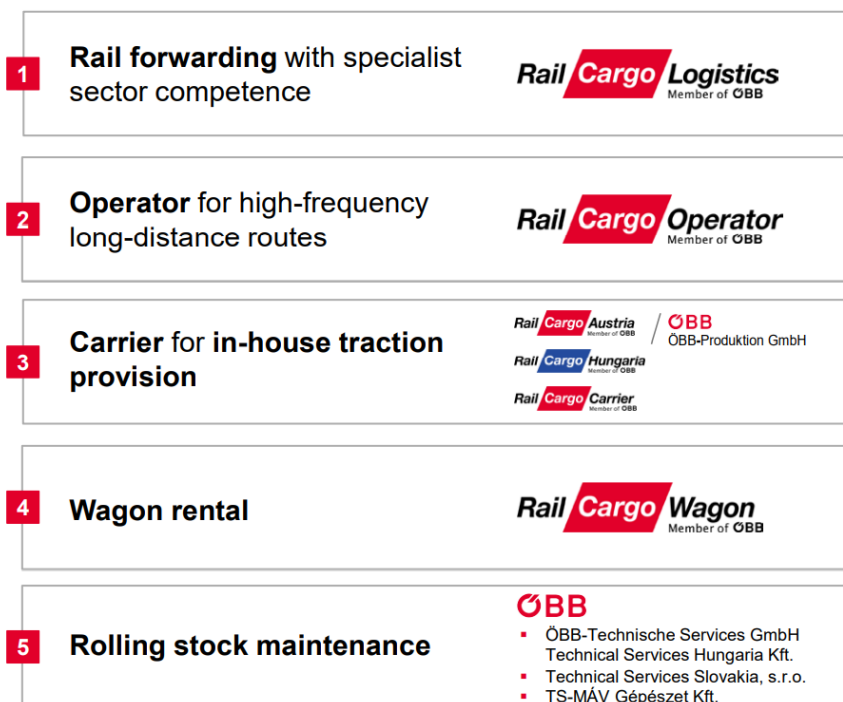 1
Rail forwarding with specialist
sector competence
Rail Cargo Logistics
Member of ÖBB
2
Operator for high-frequency
long-distance routes
Rail Cargo Operator
Member of ÖBB
3
Carrier for in-house traction
provision
Rail Cargo Austria
Member of ÖBB
ÖBB
ÖBB-Produktion GmbH
Rail Cargo Hungaria
Member of ÖBB
Rail Cargo Carrier
Member of ÖBB
4
Wagon rental
Rail Cargo Wagon
Member of ÖBB
5
Rolling stock maintenance
ÖBB
▪ ÖBB-Technische Services GmbH
Technical Services Hungaria Kft.
▪ Technical Services Slovakia, s.r.o.
▪ TS-MÁV Gépészet Kft.